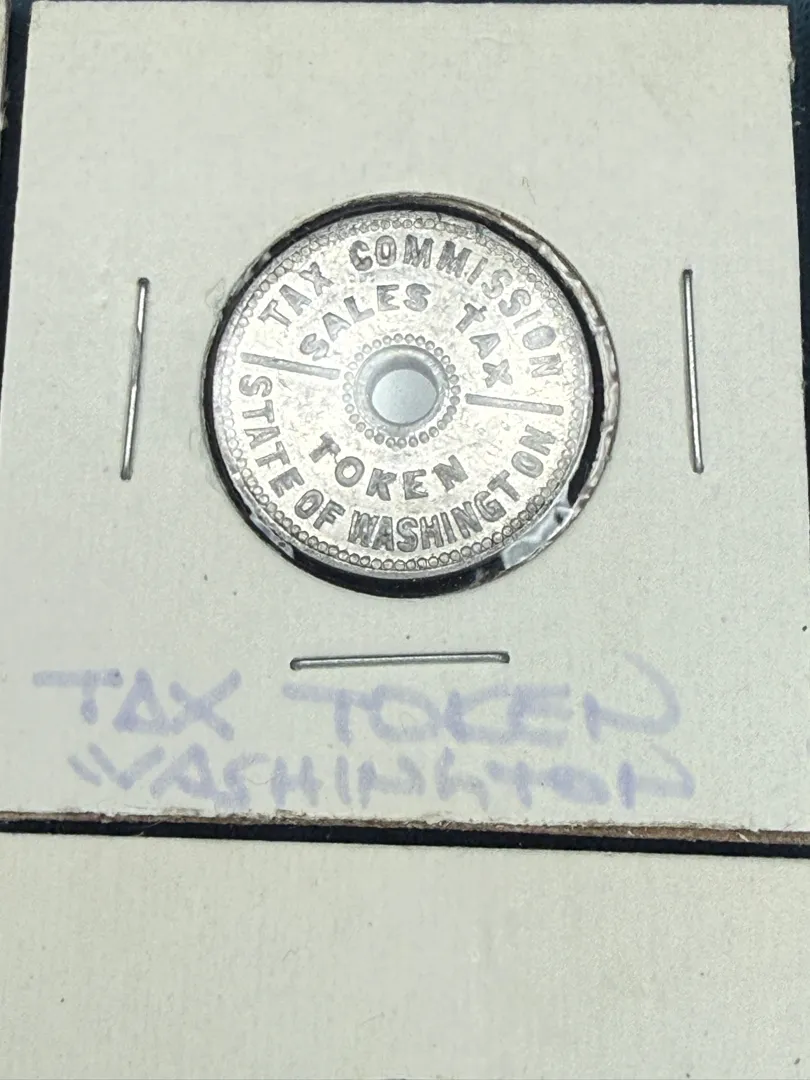 TAX COMMISSION
SALES TAX
TOKEN
STATE OF WASHINGTON
TAX TOKEN
WASHINGTON